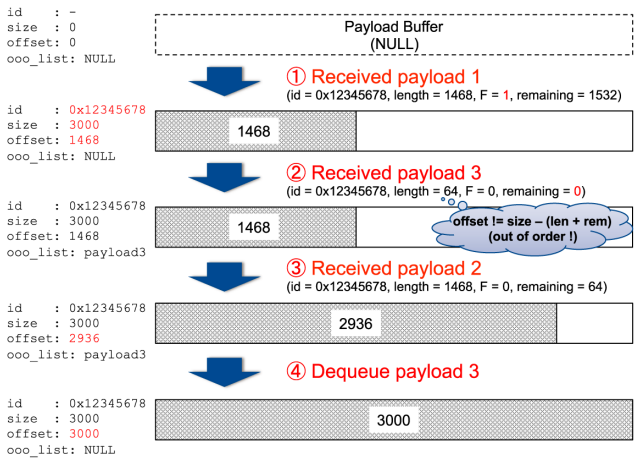 id : -
size : 0
offset: 0
ooo_list: NULL
Payload Buffer
(NULL)
① Received payload 1
(id = 0x12345678, length = 1468, F = 1, remaining = 1532)
id : 0x12345678
size : 3000
offset: 1468
ooo_list: NULL
1468
② Received payload 3
(id = 0x12345678, length = 64, F = 0, remaining = 0)
id : 0x12345678
size : 3000
offset: 1468
ooo_list: payload3
1468
offset != size – (len + rem)
(out of order !)
③ Received payload 2
(id = 0x12345678, length = 1468, F = 0, remaining = 64)
id : 0x12345678
size : 3000
offset: 2936
ooo_list: payload3
2936
④ Dequeue payload 3
id : 0x12345678
size : 3000
offset: 3000
ooo_list: NULL
3000